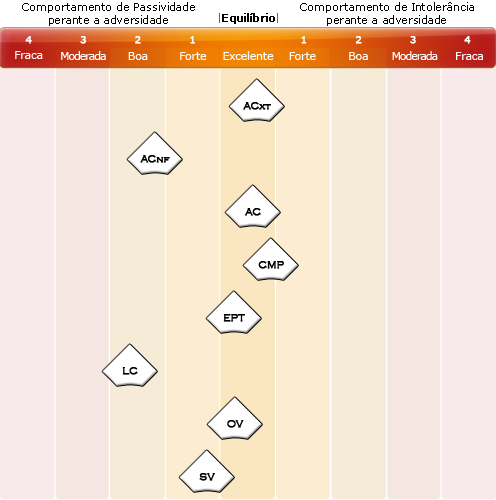 Comportamento de Passividade
perante a adversidade
|Equilíbrio|
Comportamento de Intolerância
perante a adversidade
4 3 2 1 1 2 3 4
Fraca Moderada Boa Forte Excelente Forte Boa Moderada Fraca
ACXT
ACNF
AC
CMP
EPT
LC
OV
SV